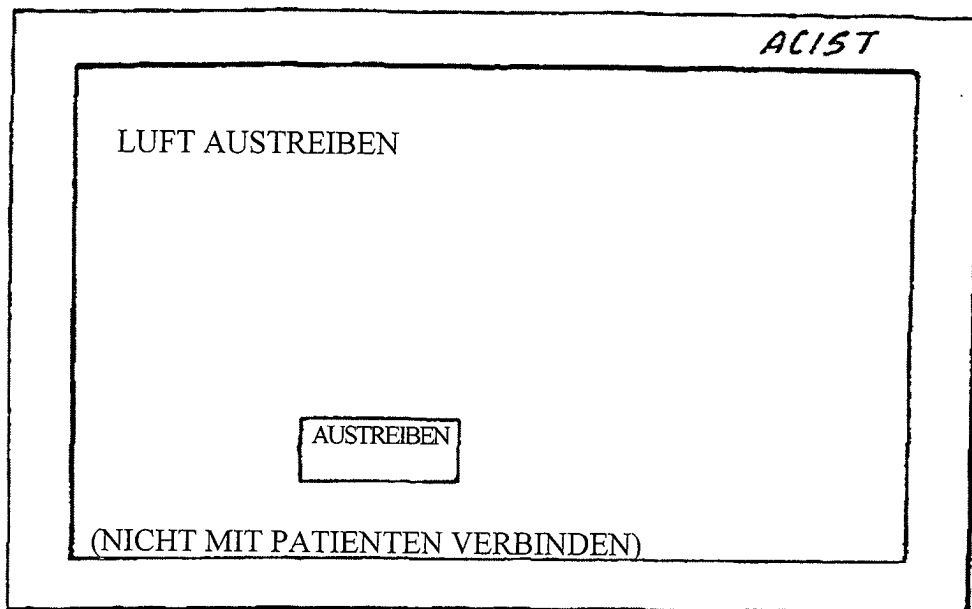 ACIST
LUFT AUSTREIBEN
AUSTREIBEN
(NICHT MIT PATIENTEN VERBINDEN)